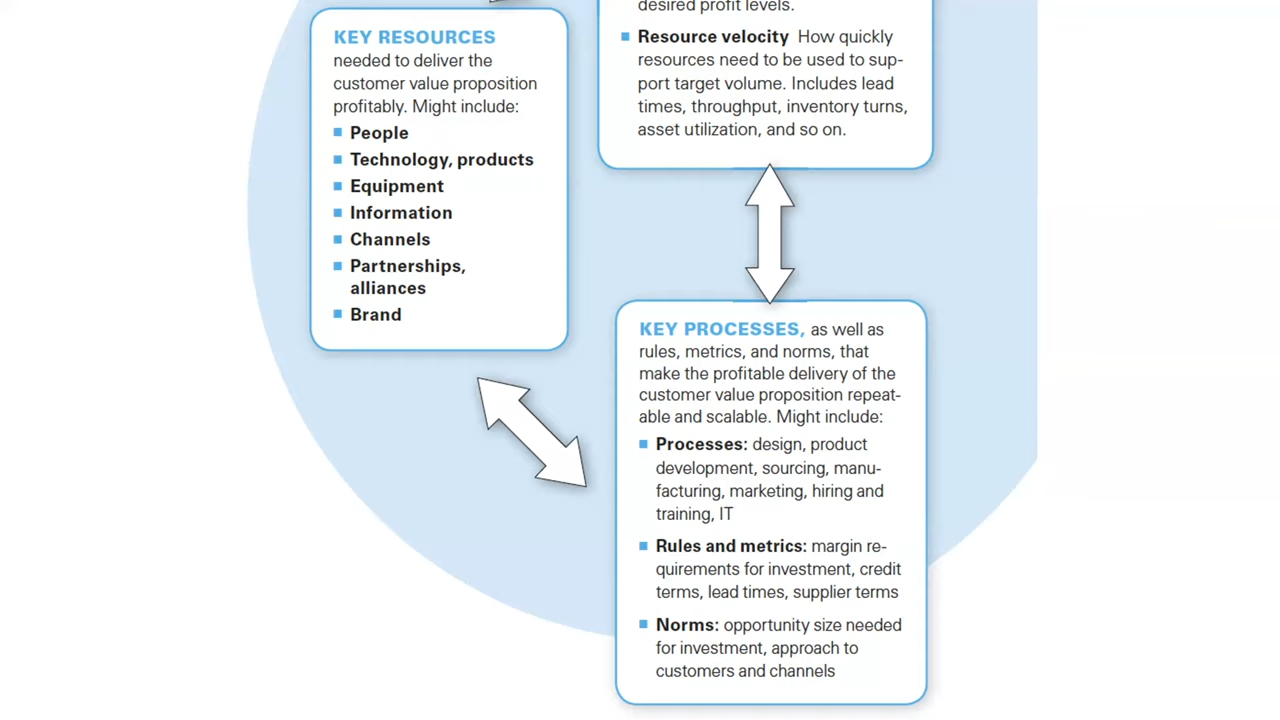 KEY RESOURCES
needed to deliver the
customer value proposition
profitably. Might include:
■ People
■ Technology, products
■ Equipment
■ Information
■ Channels
■ Partnerships,
alliances
■ Brand
desired profit levels.
■ Resource velocity How quickly
resources need to be used to sup-
port target volume. Includes lead
times, throughput, inventory turns,
asset utilization, and so on.
KEY PROCESSES, as well as
rules, metrics, and norms, that
make the profitable delivery of the
customer value proposition repeat-
able and scalable. Might include:
■ Processes: design, product
development, sourcing, manu-
facturing, marketing, hiring and
training, IT
■ Rules and metrics: margin re-
quirements for investment, credit
terms, lead times, supplier terms
■ Norms: opportunity size needed
for investment, approach to
customers and channels